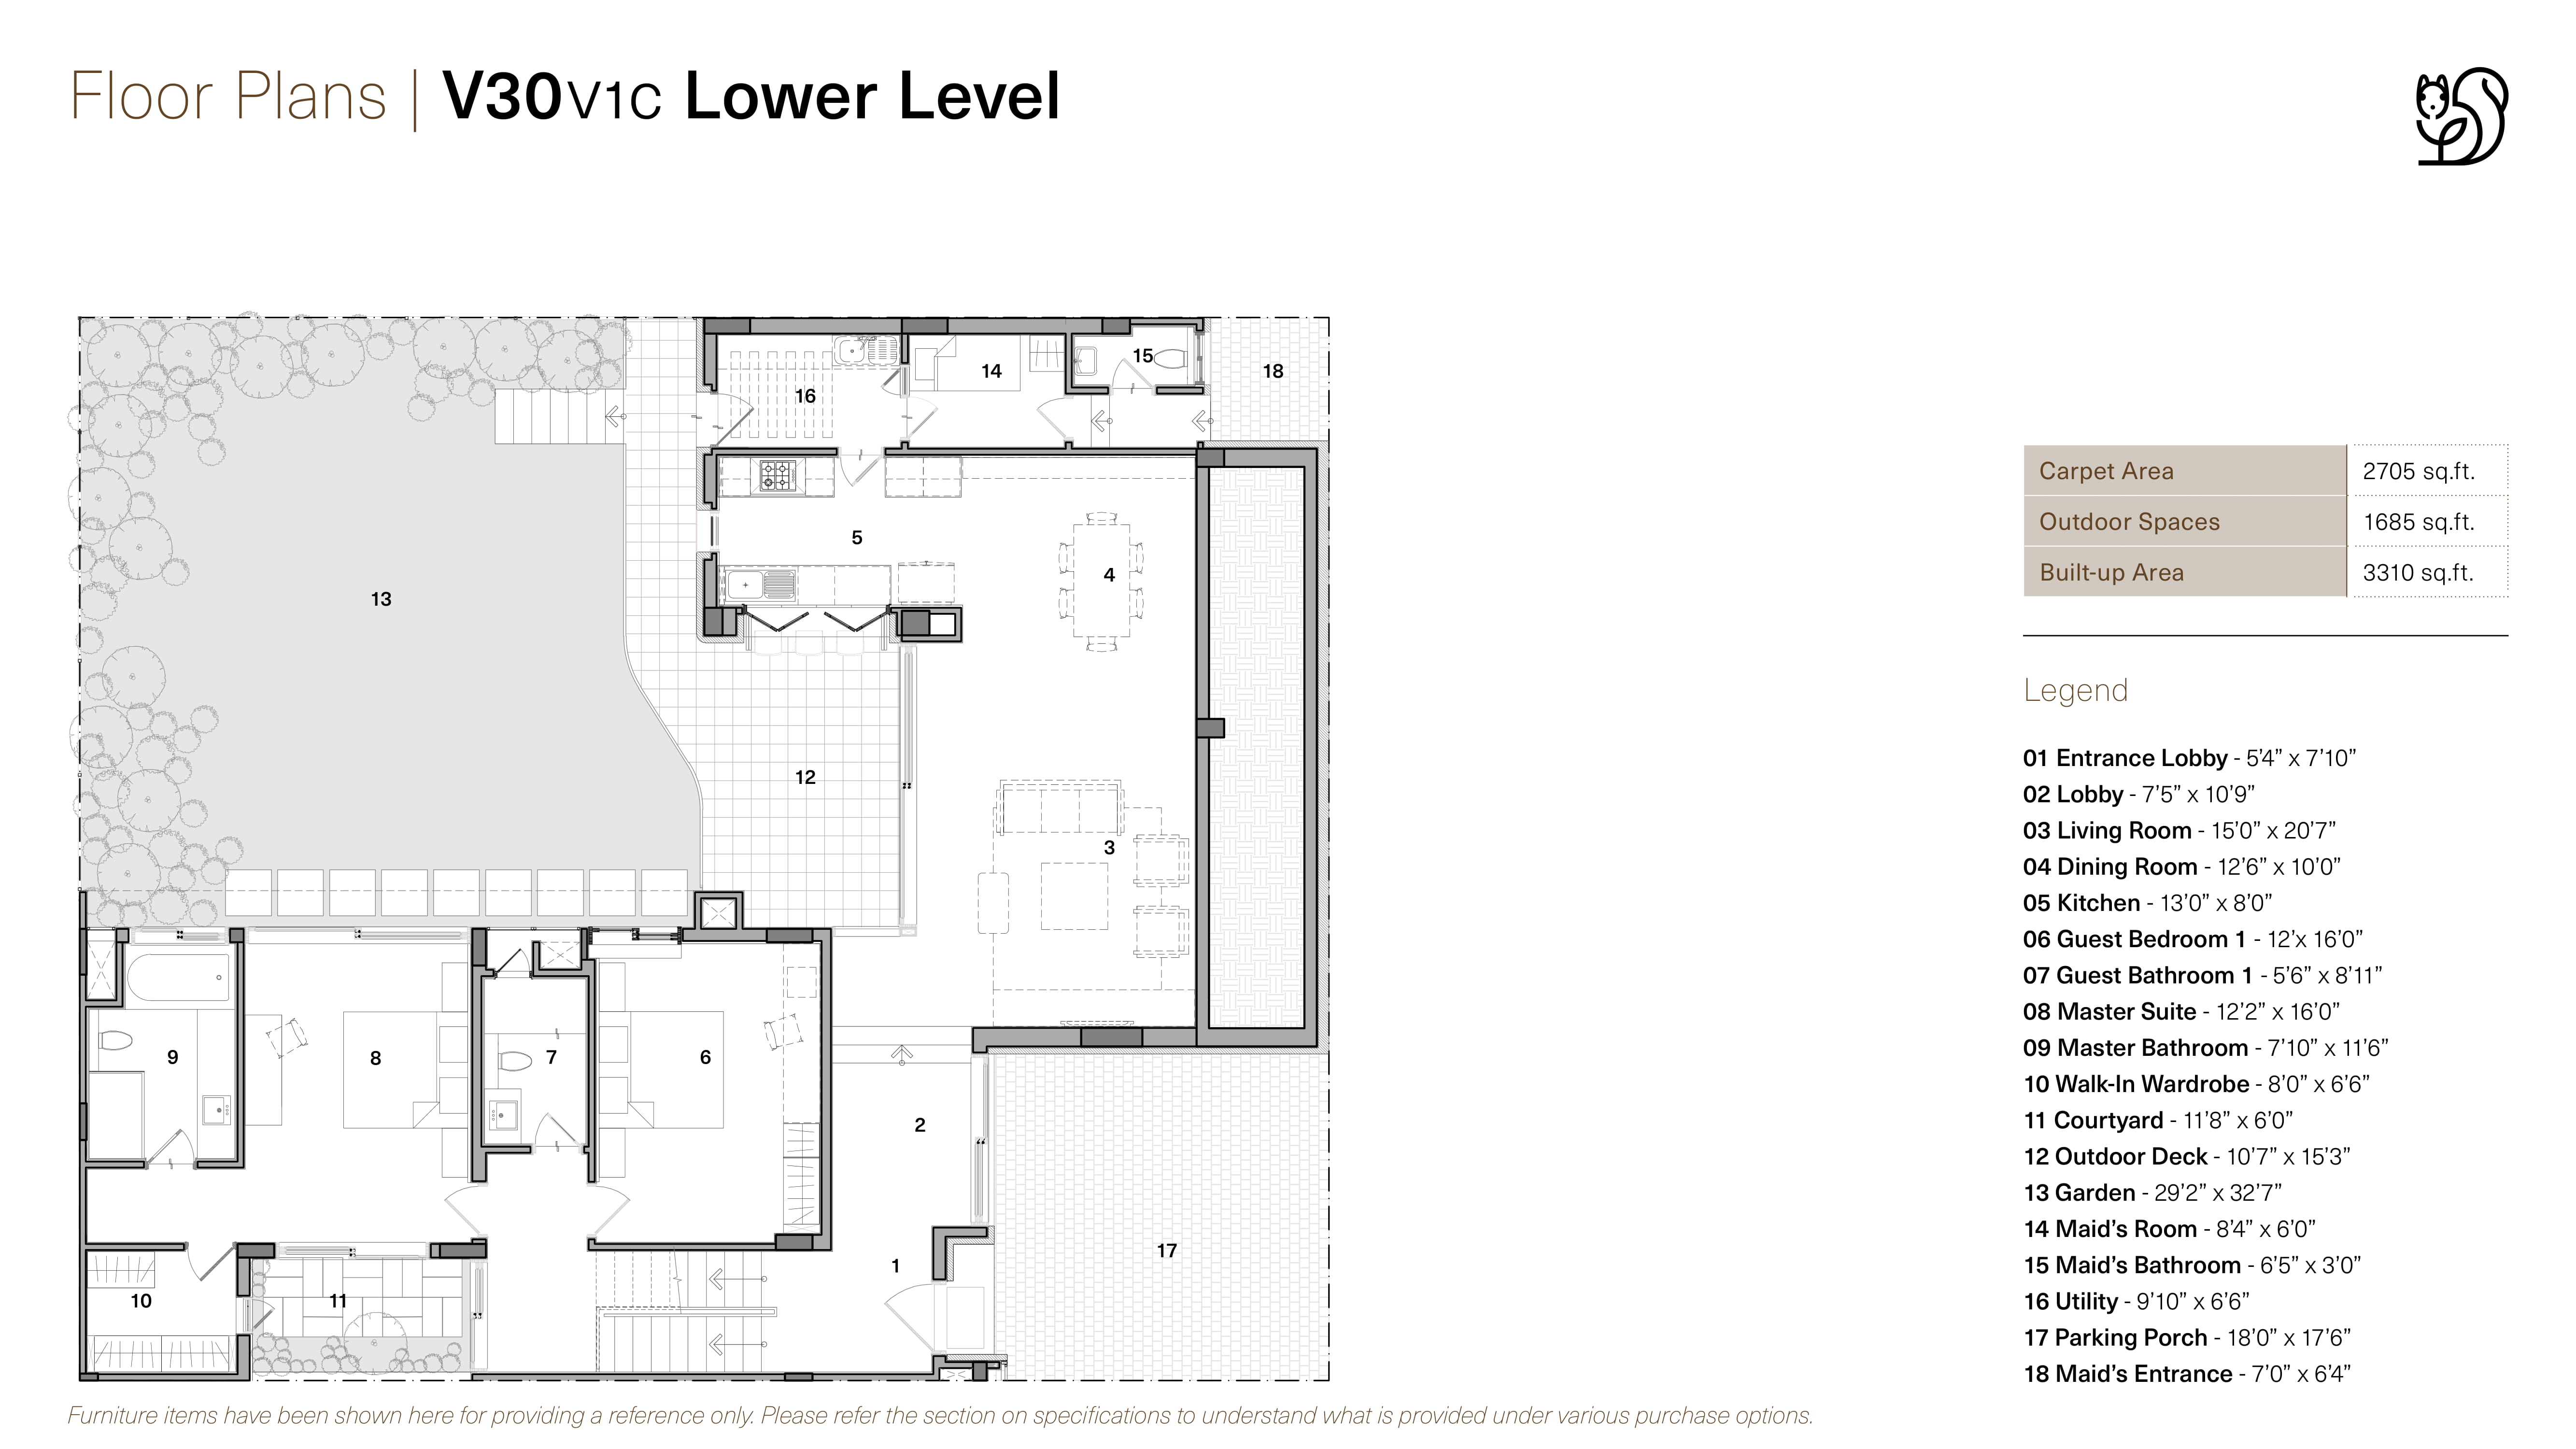 Floor Plans | V30V1C Lower Level
16
14
15
18
5
4
13
12
3
9
8
7
6
2
17
1
10
11
Carpet Area 2705 sq.ft.
Outdoor Spaces 1685 sq.ft.
Built-up Area 3310 sq.ft.
Legend
01 Entrance Lobby - 5'4” x 7'10”
02 Lobby - 7'5” x 10'9”
03 Living Room - 15'0” x 20'7”
04 Dining Room - 12'6” x 10'0”
05 Kitchen - 13'0” x 8'0”
06 Guest Bedroom 1 - 12'x 16'0”
07 Guest Bathroom 1 - 5'6” x 8'11”
08 Master Suite - 12'2” x 16'0”
09 Master Bathroom - 7'10” x 11'6”
10 Walk-In Wardrobe - 8'0” x 6'6”
11 Courtyard - 11'8” x 6'0”
12 Outdoor Deck - 10'7” x 15'3”
13 Garden - 29'2” x 32'7”
14 Maid's Room - 8'4” x 6'0”
15 Maid's Bathroom - 6'5” x 3'0”
16 Utility - 9'10” x 6'6”
17 Parking Porch - 18'0” x 17'6”
18 Maid's Entrance - 7'0” x 6'4”
Furniture items have been shown here for providing a reference only. Please refer the section on specifications to understand what is provided under various purchase options.